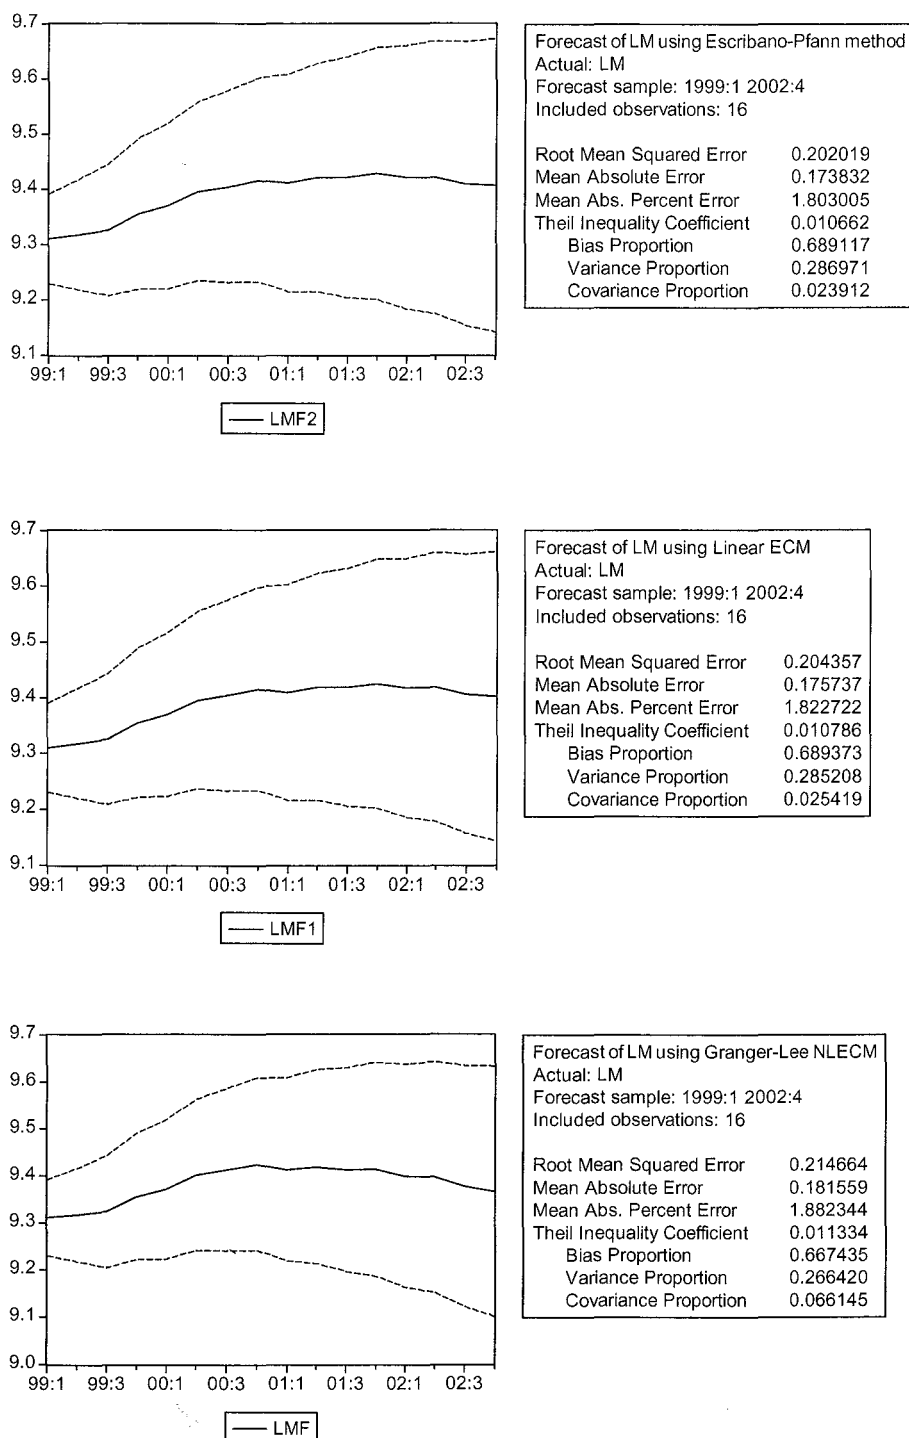 9.7
9.6
9.5
9.4
9.3
9.2
9.1
99:1 99:3 00:1 00:3 01:1 01:3 02:1 02:3
LMF2
Forecast of LM using Escribano-Pfann method
Actual: LM
Forecast sample: 1999:1 2002:4
Included observations: 16
Root Mean Squared Error 0.202019
Mean Absolute Error 0.173832
Mean Abs. Percent Error 1.803005
Theil Inequality Coefficient 0.010662
Bias Proportion 0.689117
Variance Proportion 0.286971
Covariance Proportion 0.023912
9.7
9.6
9.5
9.4
9.3
9.2
9.1
99:1 99:3 00:1 00:3 01:1 01:3 02:1 02:3
LMF1
Forecast of LM using Linear ECM
Actual: LM
Forecast sample: 1999:1 2002:4
Included observations: 16
Root Mean Squared Error 0.204357
Mean Absolute Error 0.175737
Mean Abs. Percent Error 1.822722
Theil Inequality Coefficient 0.010786
Bias Proportion 0.689373
Variance Proportion 0.285208
Covariance Proportion 0.025419
9.7
9.6
9.5
9.4
9.3
9.2
9.1
9.0
99:1 99:3 00:1 00:3 01:1 01:3 02:1 02:3
LMF
Forecast of LM using Granger-Lee NLECM
Actual: LM
Forecast sample: 1999:1 2002:4
Included observations: 16
Root Mean Squared Error 0.214664
Mean Absolute Error 0.181559
Mean Abs. Percent Error 1.882344
Theil Inequality Coefficient 0.011334
Bias Proportion 0.667435
Variance Proportion 0.266420
Covariance Proportion 0.066145